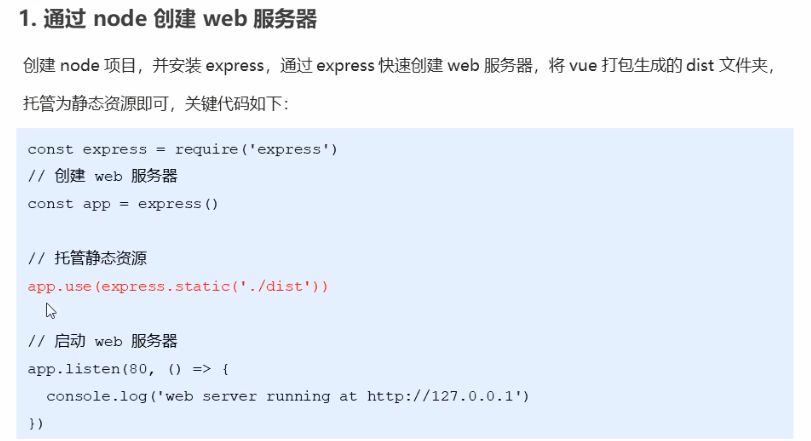 1. 通过 node 创建 web 服务器
创建 node 项目，并安装 express，通过 express 快速创建 web 服务器，将 vue 打包生成的 dist 文件夹，
托管为静态资源即可，关键代码如下：
const express = require('express')
// 创建 web 服务器
const app = express()
// 托管静态资源
app.use(express.static('./dist'))
// 启动 web 服务器
app.listen(80, () => {
  console.log('web server running at http://127.0.0.1')
})